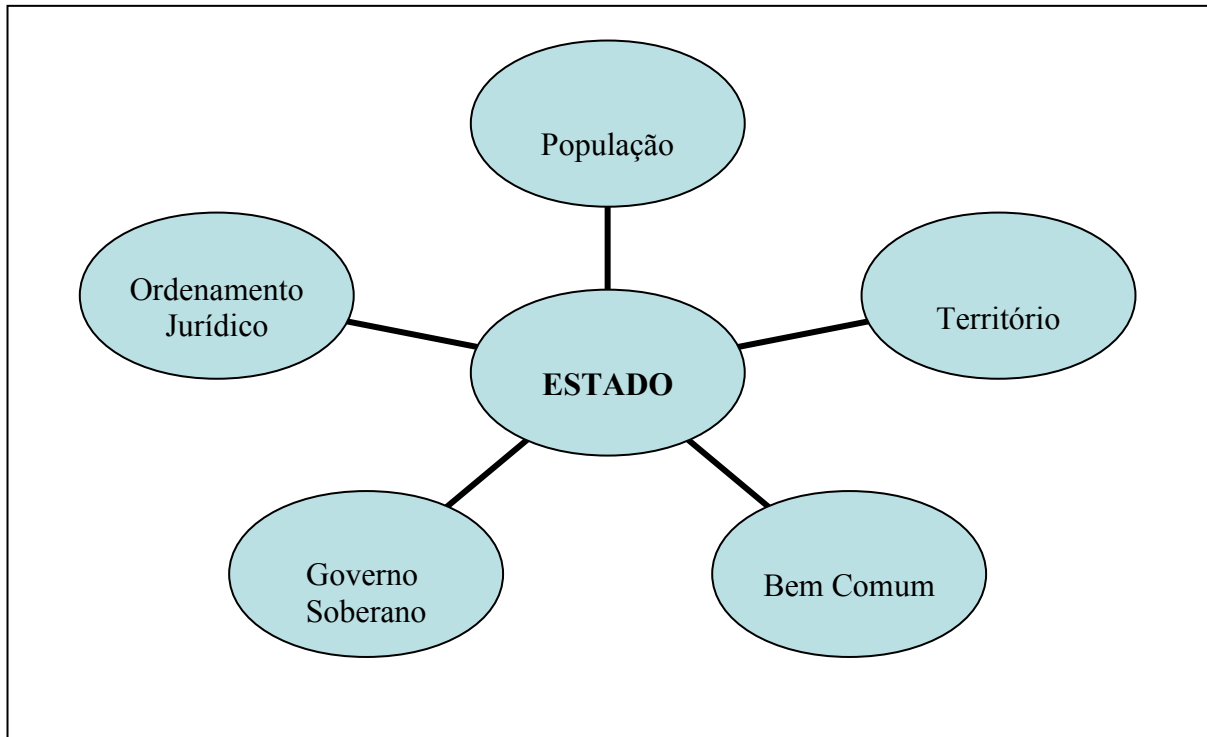 População
Ordenamento
Jurídico
Território
ESTADO
Governo
Soberano
Bem Comum